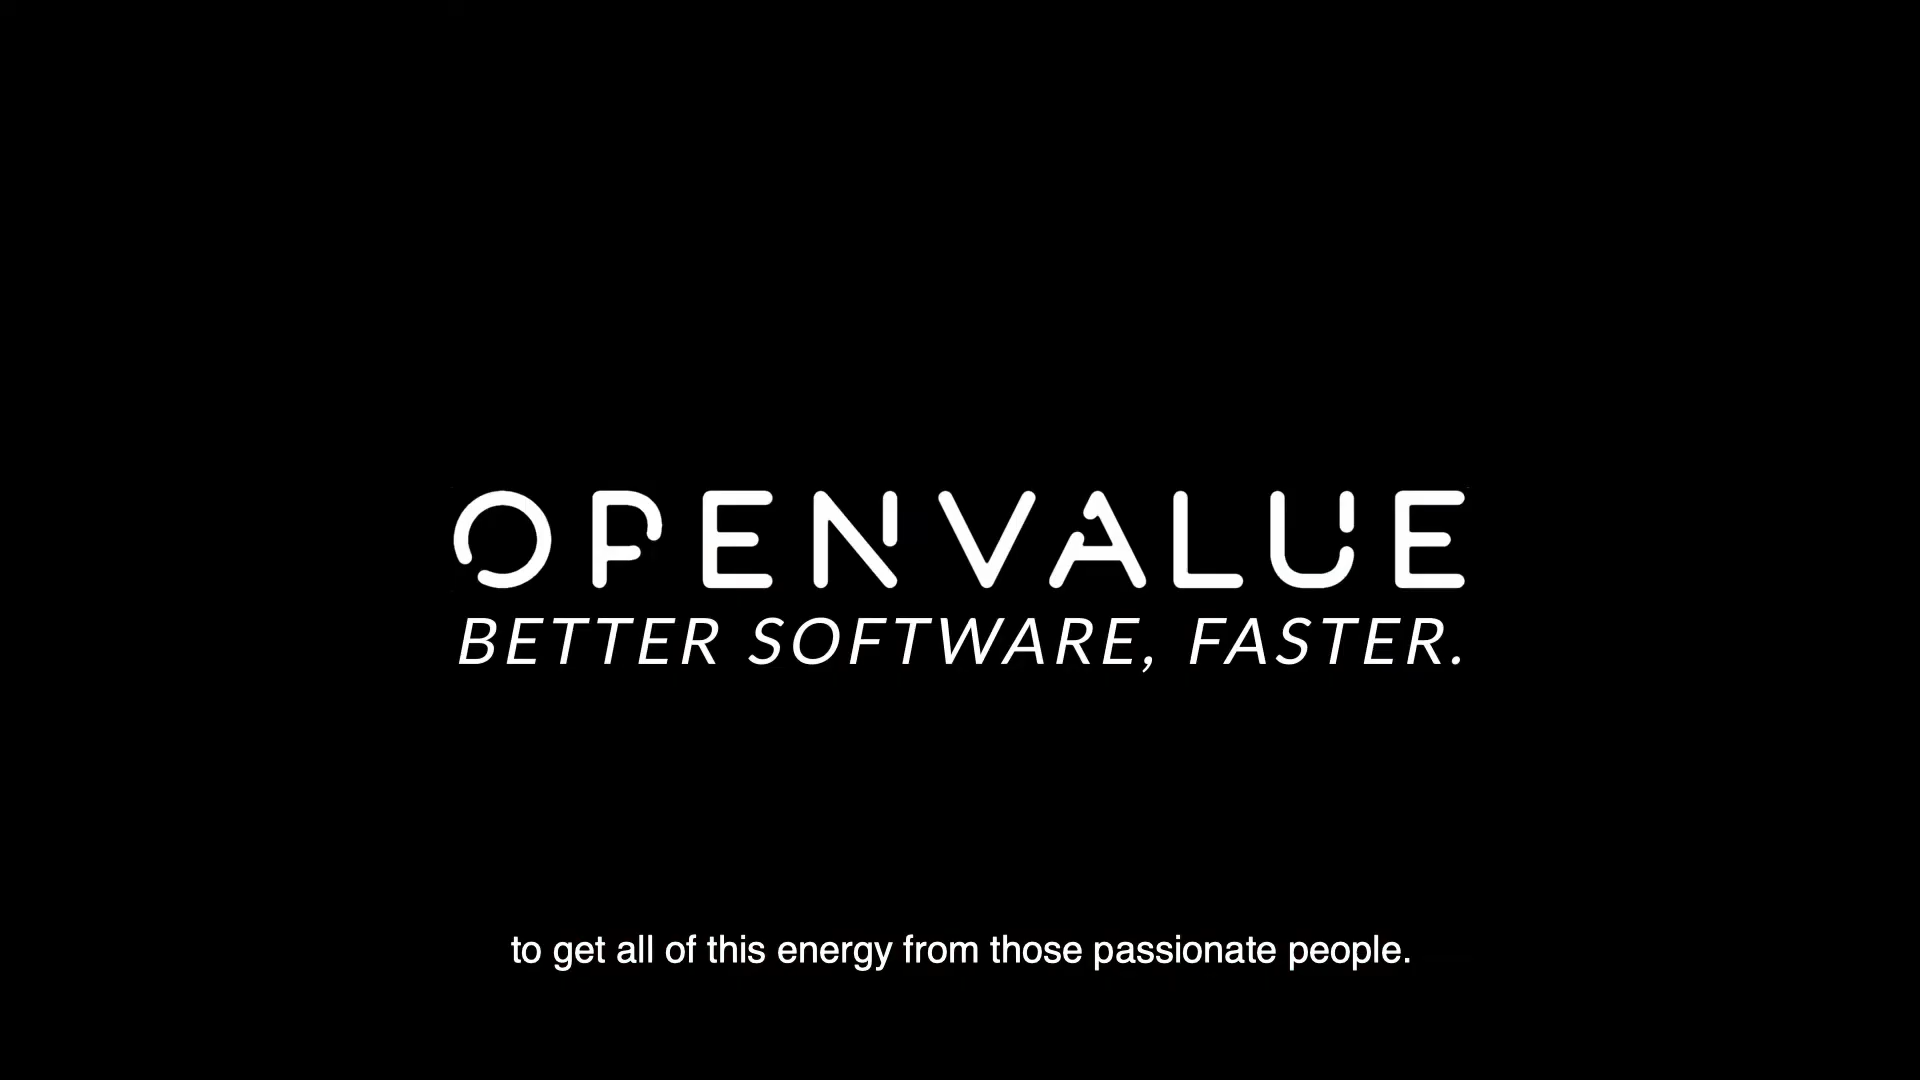 OPENVALUE
BETTER SOFTWARE, FASTER.
to get all of this energy from those passionate people.